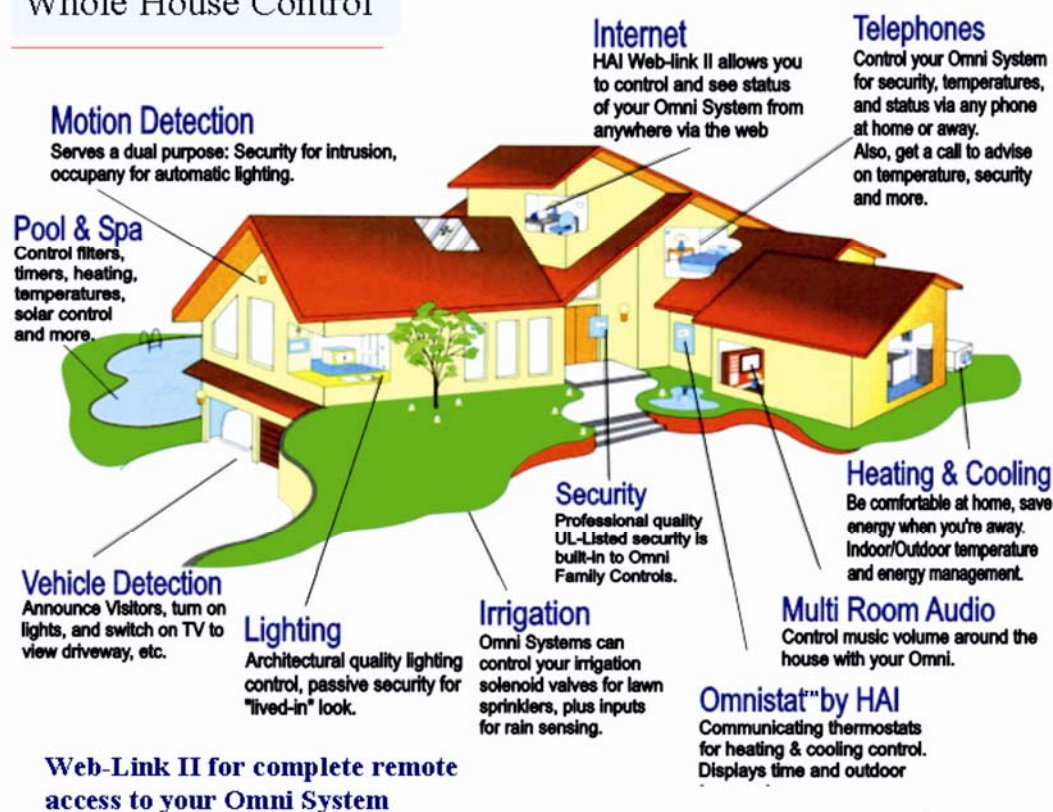 Whole House Control
Internet
HAI Web-link II allows you
to control and see status
of your Omni System from
anywhere via the web
Telephones
Control your Omni System
for security, temperatures,
and status via any phone
at home or away.
Also, get a call to advise
on temperature, security
and more.
Motion Detection
Serves a dual purpose: Security for intrusion,
occupany for automatic lighting.
Pool & Spa
Control filters,
timers, heating,
temperatures,
solar control
and more.
Security
Professional quality
UL-Listed security is
built-in to Omni
Family Controls.
Heating & Cooling
Be comfortable at home, save
energy when you're away.
Indoor/Outdoor temperature
and energy management.
Vehicle Detection
Announce Visitors, turn on
lights, and switch on TV to
view driveway, etc.
Lighting
Architectural quality lighting
control, passive security for
"lived-in" look.
Irrigation
Omni Systems can
control your irrigation
solenoid valves for lawn
sprinklers, plus inputs
for rain sensing.
Multi Room Audio
Control music volume around the
house with your Omni.
Omnistat™ by HAI
Communicating thermostats
for heating & cooling control.
Displays time and outdoor
Web-Link II for complete remote
access to your Omni System